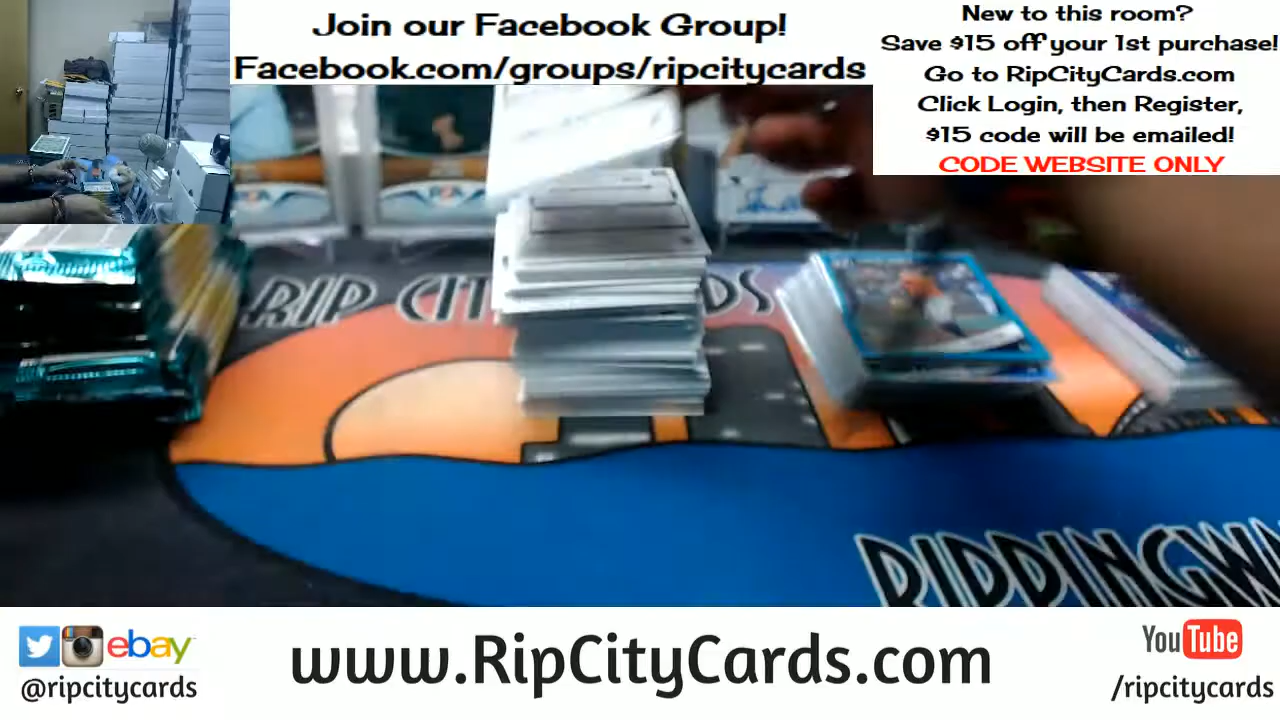 Join our Facebook Group!
Facebook.com/groups/ripcitycards
New to this room?
Save $15 off your 1st purchase!
Go to RipCityCards.com
Click Login, then Register,
$15 code will be emailed!
CODE WEBSITE ONLY
RIP
RIPPINGW
ebay
@ripcitycards
www.RipCityCards.com
YouTube
/ripcitycards